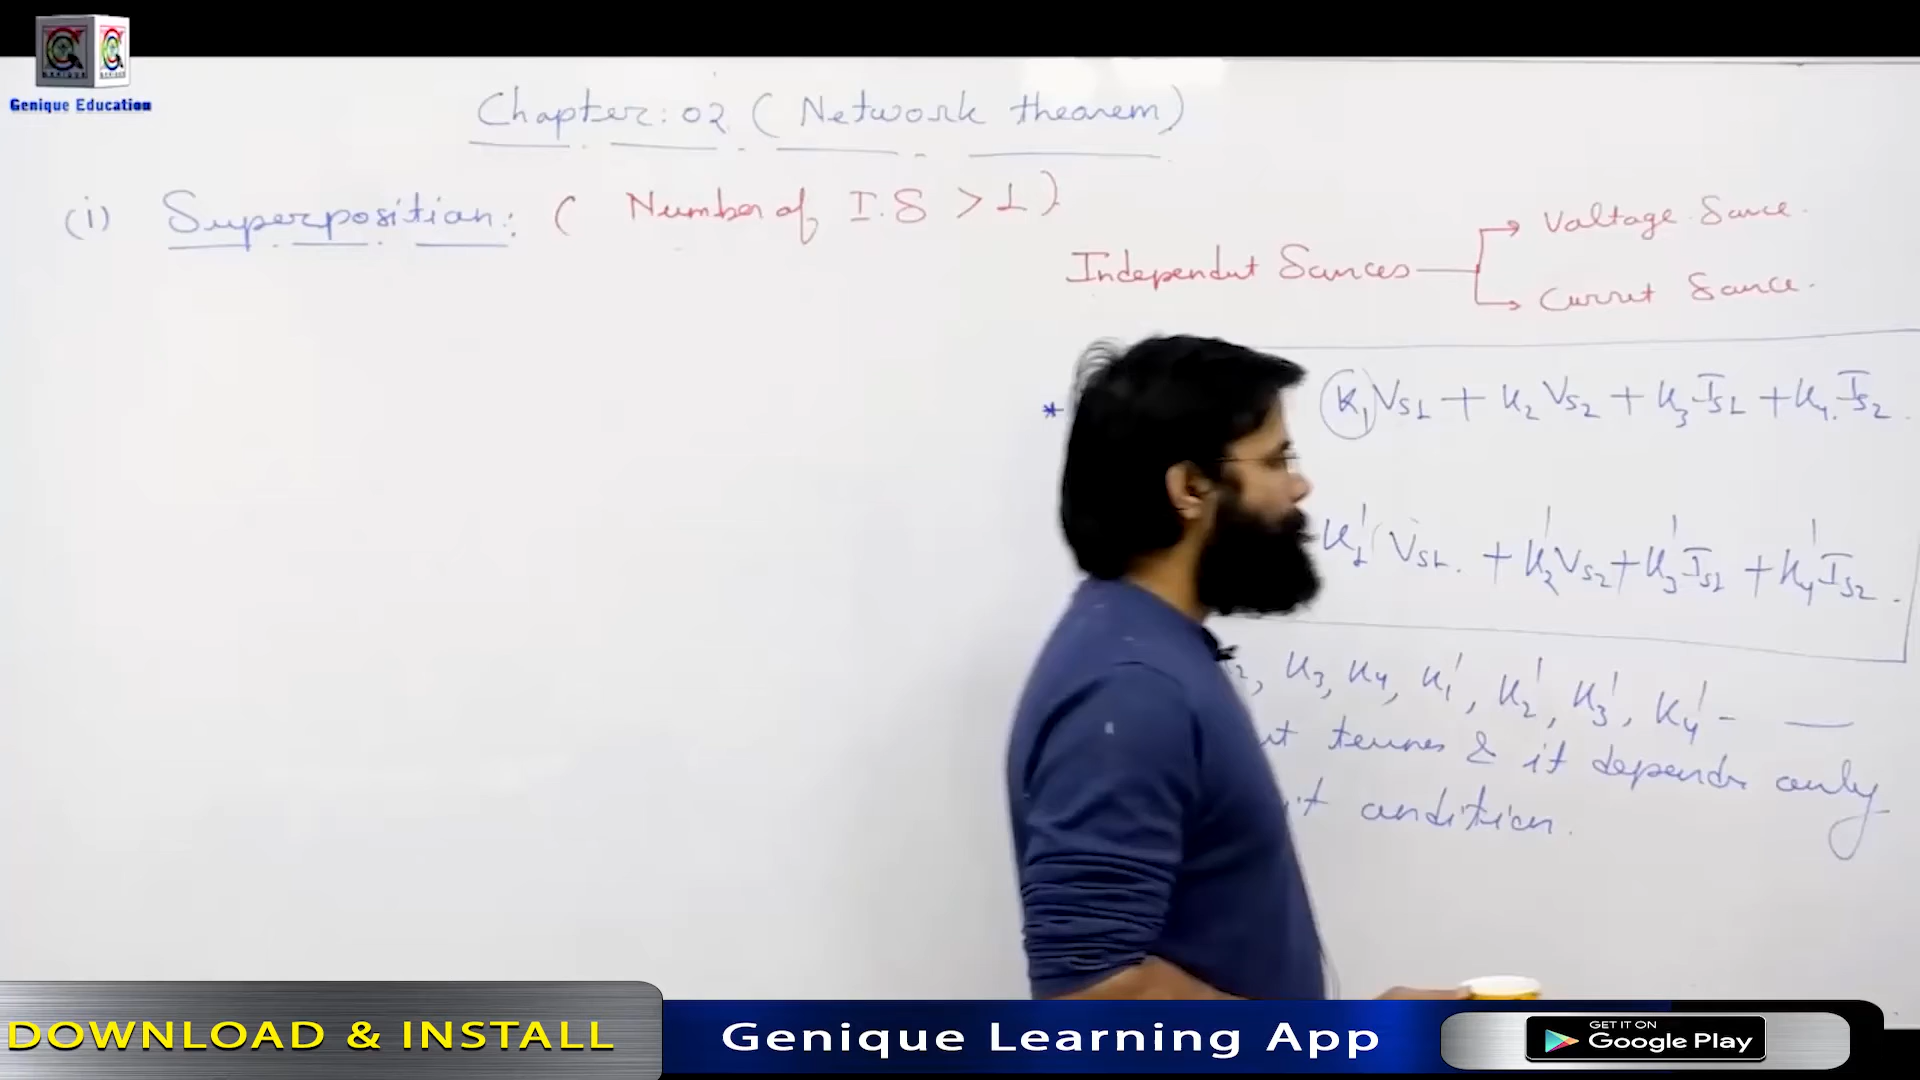 Genique Education
Chapter: 02 ( Network theorem)
(i) Superposition: ( Number of I.S > 1 )
Independent Sources
Voltage Source.
Current Source.
* K₁ Vs1 + K₂ Vs2 + K₃ Is1 + K₄. Is2
K₁' Vs1. + K₂' Vs2 + K₃' Is1 + K₄' Is2.
2, K₃, K₄, K₁', K₂', K₃', K₄' -
terms & it depends only
condition.
DOWNLOAD & INSTALL
Genique Learning App
GET IT ON
Google Play